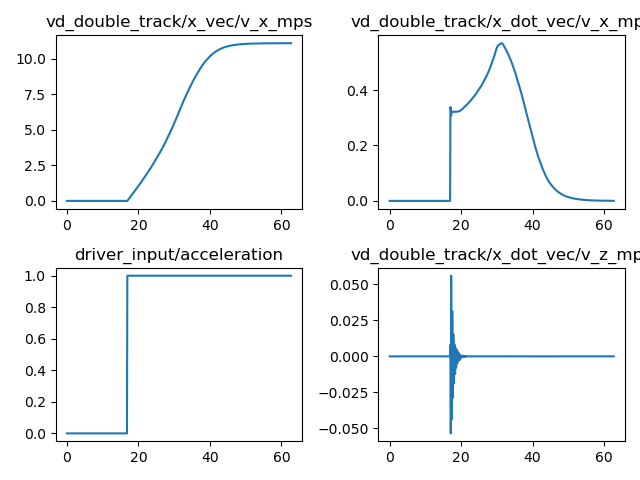 vd_double_track/x_vec/v_x_mps
10.0
7.5
5.0
2.5
0.0
0 20 40 60
vd_double_track/x_dot_vec/v_x_mp
0.4
0.2
0.0
0 20 40 60
driver_input/acceleration
1.0
0.8
0.6
0.4
0.2
0.0
0 20 40 60
vd_double_track/x_dot_vec/v_z_mp
0.050
0.025
0.000
−0.025
−0.050
0 20 40 60